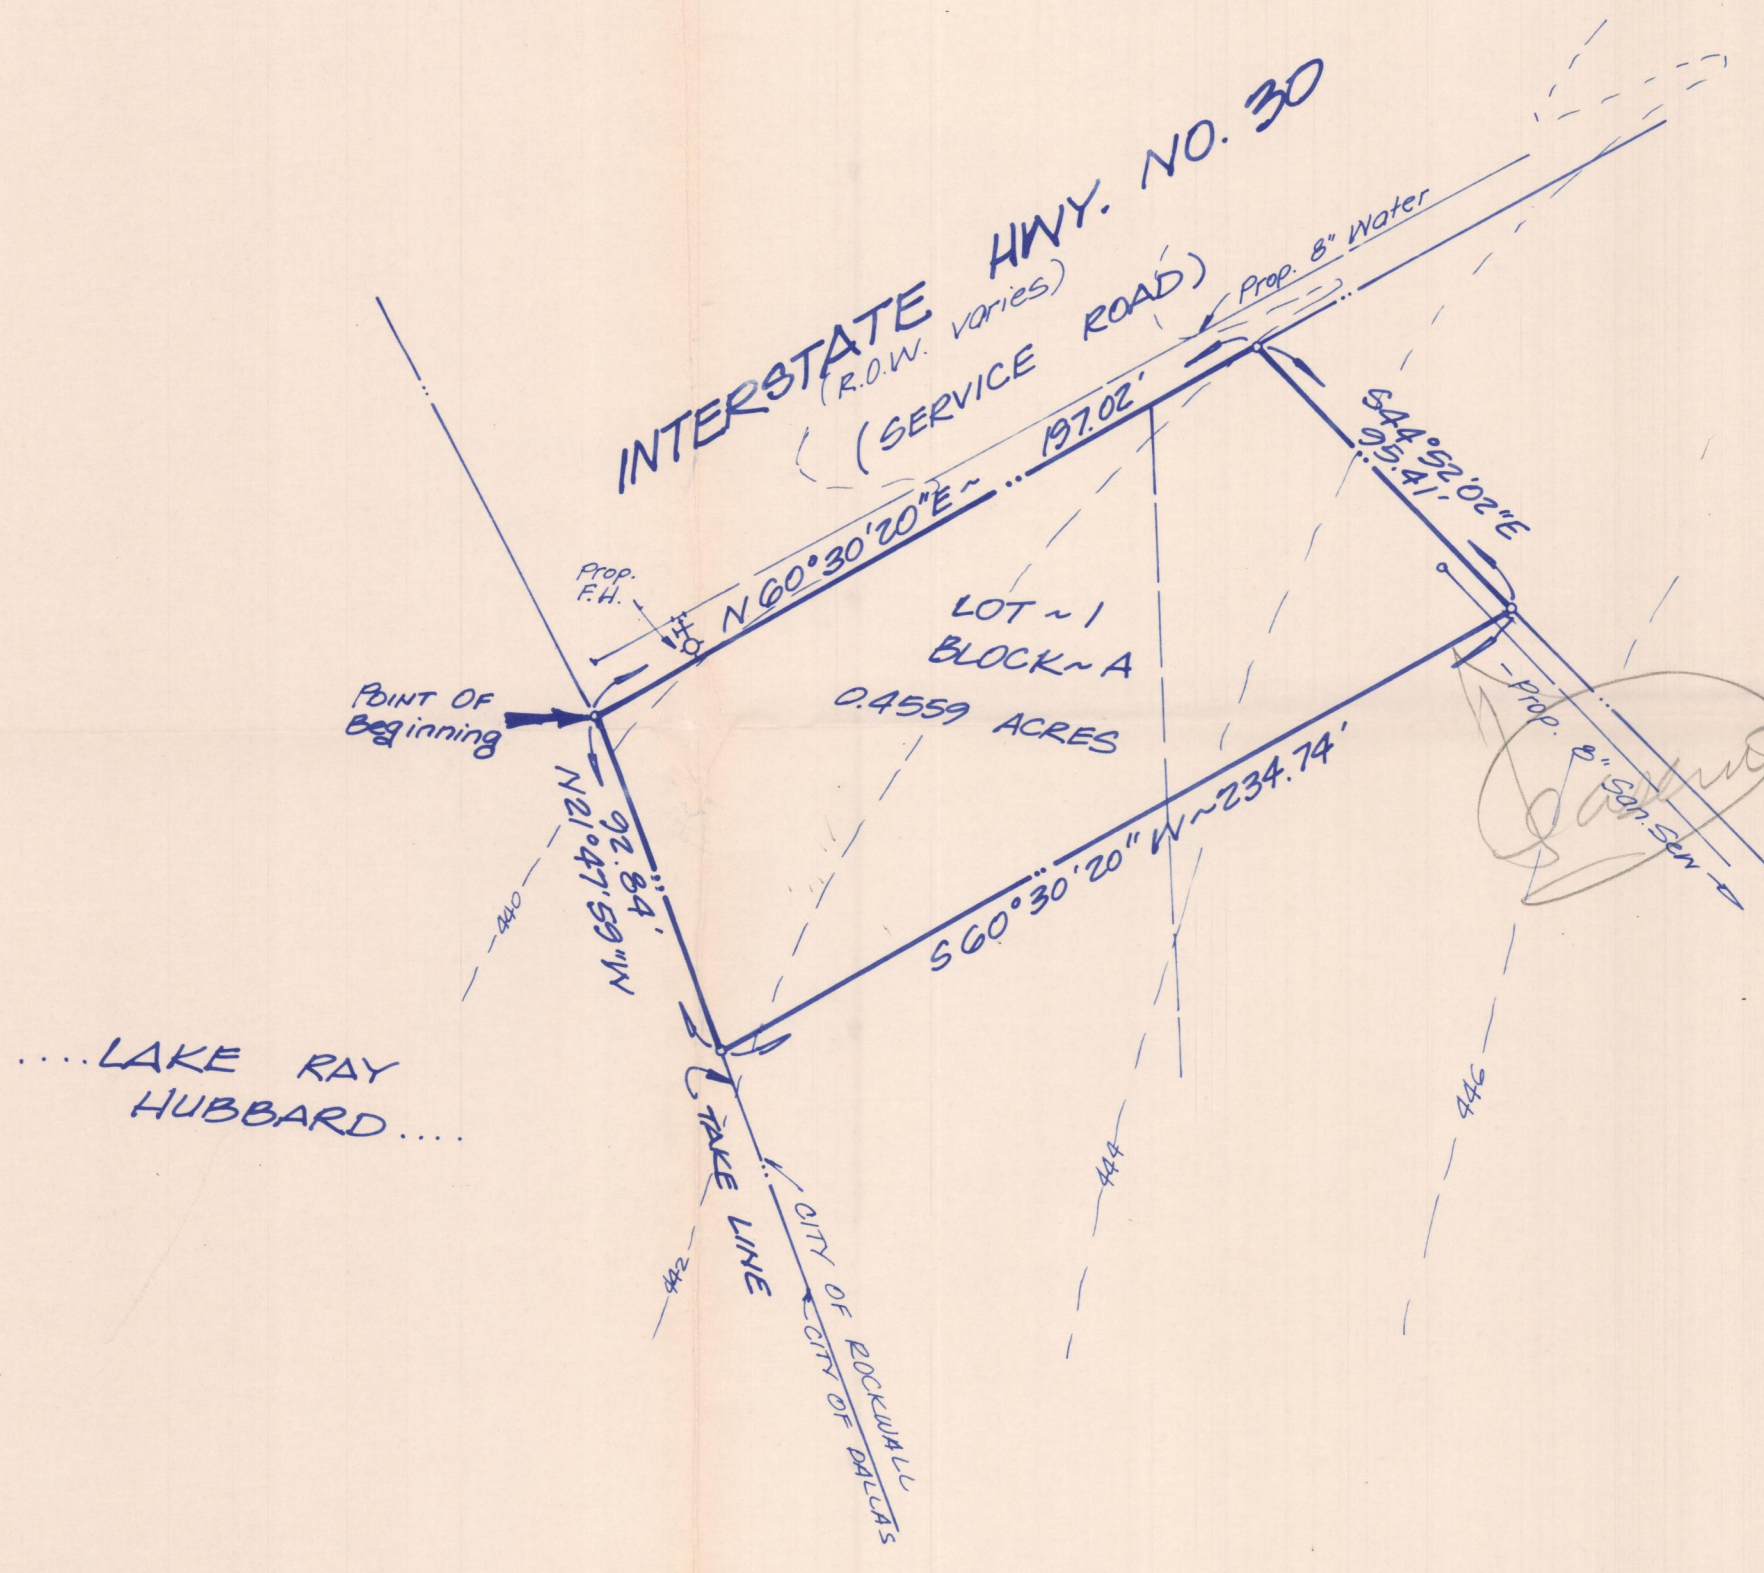 INTERSTATE HWY. NO. 30
(R.O.W. varies)
(SERVICE ROAD)
Prop. 8" Water
197.02'
N 60°30'20"E ~
S44°52'02"E
95.41'
Prop.
F.H.
4'
LOT ~ 1
BLOCK ~ A
0.4559 ACRES
POINT OF
Beginning
N21°47'59"W
92.84'
S 60°30'20" W ~ 234.74'
Prop. 8" San. Sew
440
....LAKE RAY
HUBBARD....
TAKE LINE
CITY OF ROCKWALL
CITY OF DALLAS
442
444
446